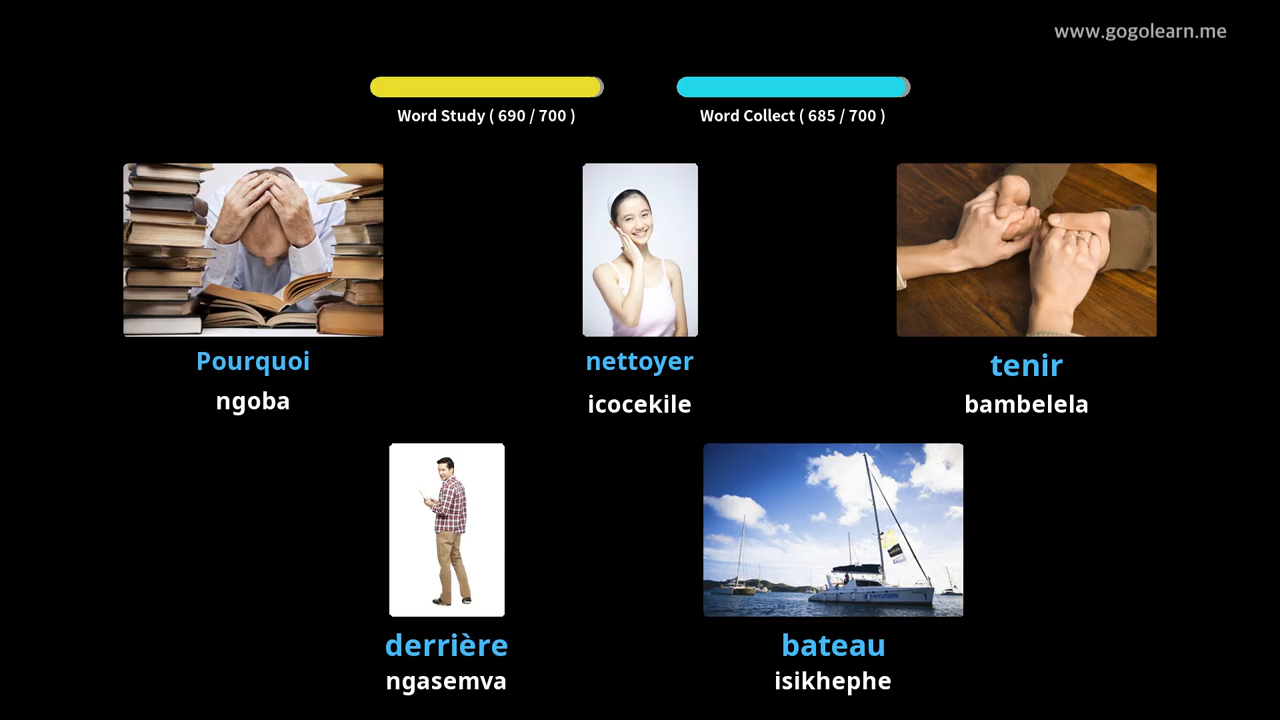 www.gogolearn.me
Word Study ( 690 / 700 )
Word Collect ( 685 / 700 )
Pourquoi
ngoba
nettoyer
icocekile
tenir
bambelela
derrière
ngasemva
bateau
isikhephe